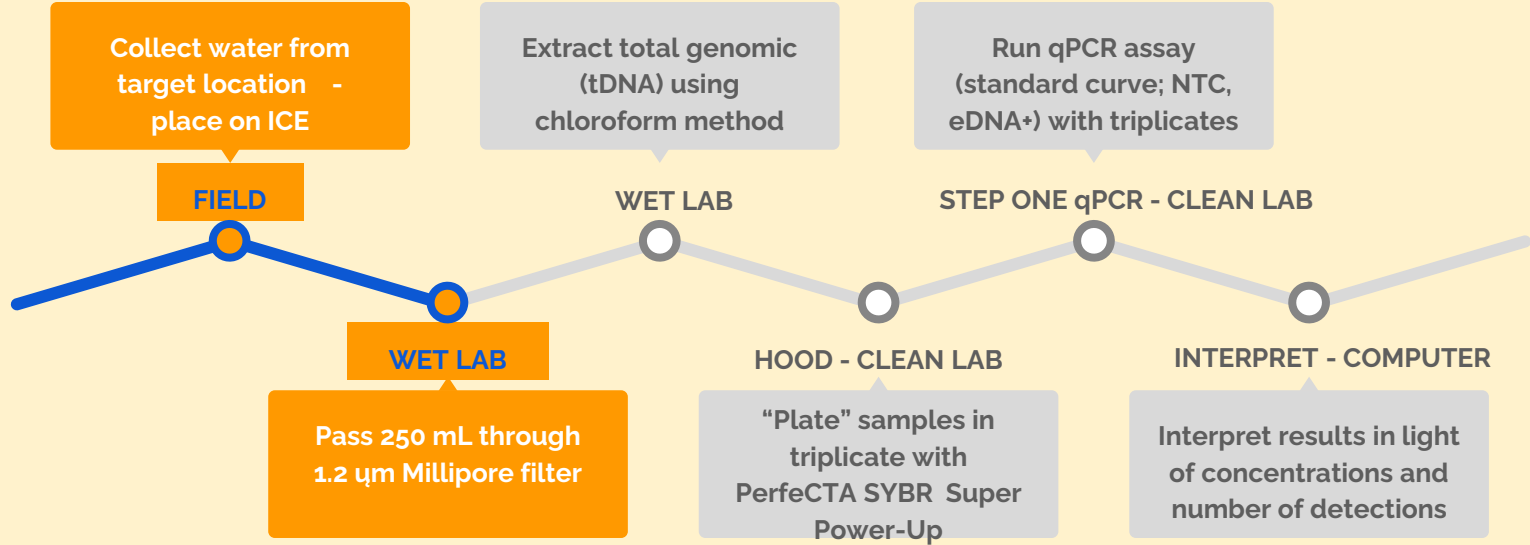 Collect water from
target location -
place on ICE
FIELD
WET LAB
Pass 250 mL through
1.2 ųm Millipore filter
Extract total genomic
(tDNA) using
chloroform method
WET LAB
HOOD - CLEAN LAB
“Plate” samples in
triplicate with
PerfeCTA SYBR Super
Power-Up
Run qPCR assay
(standard curve; NTC,
eDNA+) with triplicates
STEP ONE qPCR - CLEAN LAB
INTERPRET - COMPUTER
Interpret results in light
of concentrations and
number of detections